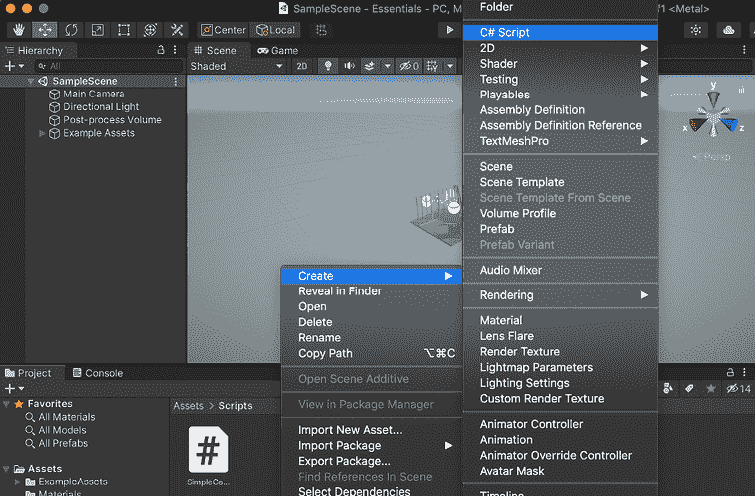 SampleScene - Essentials - PC, M
/1 <Metal>
Center
Local
Hierarchy
All
SampleScene
Main Camera
Directional Light
Post-process Volume
Example Assets
Scene
Game
Shaded
2D
0
y
x
z
Persp
Folder
C# Script
2D
Shader
Testing
Playables
Assembly Definition
Assembly Definition Reference
TextMeshPro
Scene
Scene Template
Scene Template From Scene
Volume Profile
Prefab
Prefab Variant
Audio Mixer
Rendering
Material
Lens Flare
Render Texture
Lightmap Parameters
Lighting Settings
Custom Render Texture
Animator Controller
Animation
Animator Override Controller
Avatar Mask
Timeline
Create
Reveal in Finder
Open
Delete
Rename
Copy Path ⌥⌘C
Open Scene Additive
View in Package Manager
Import New Asset...
Import Package
Export Package...
Find References In Scene
Select Dependencies
Project
Console
14
Favorites
All Materials
All Models
All Prefabs
Assets
ExampleAssets
Materials
Assets > Scripts
#
SimpleCa...